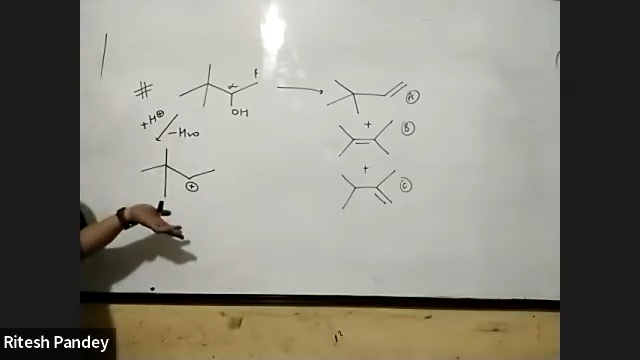 #
α
β
OH
+H⊕
-H₂O
⊕
A
+
B
+
C
Ritesh Pandey